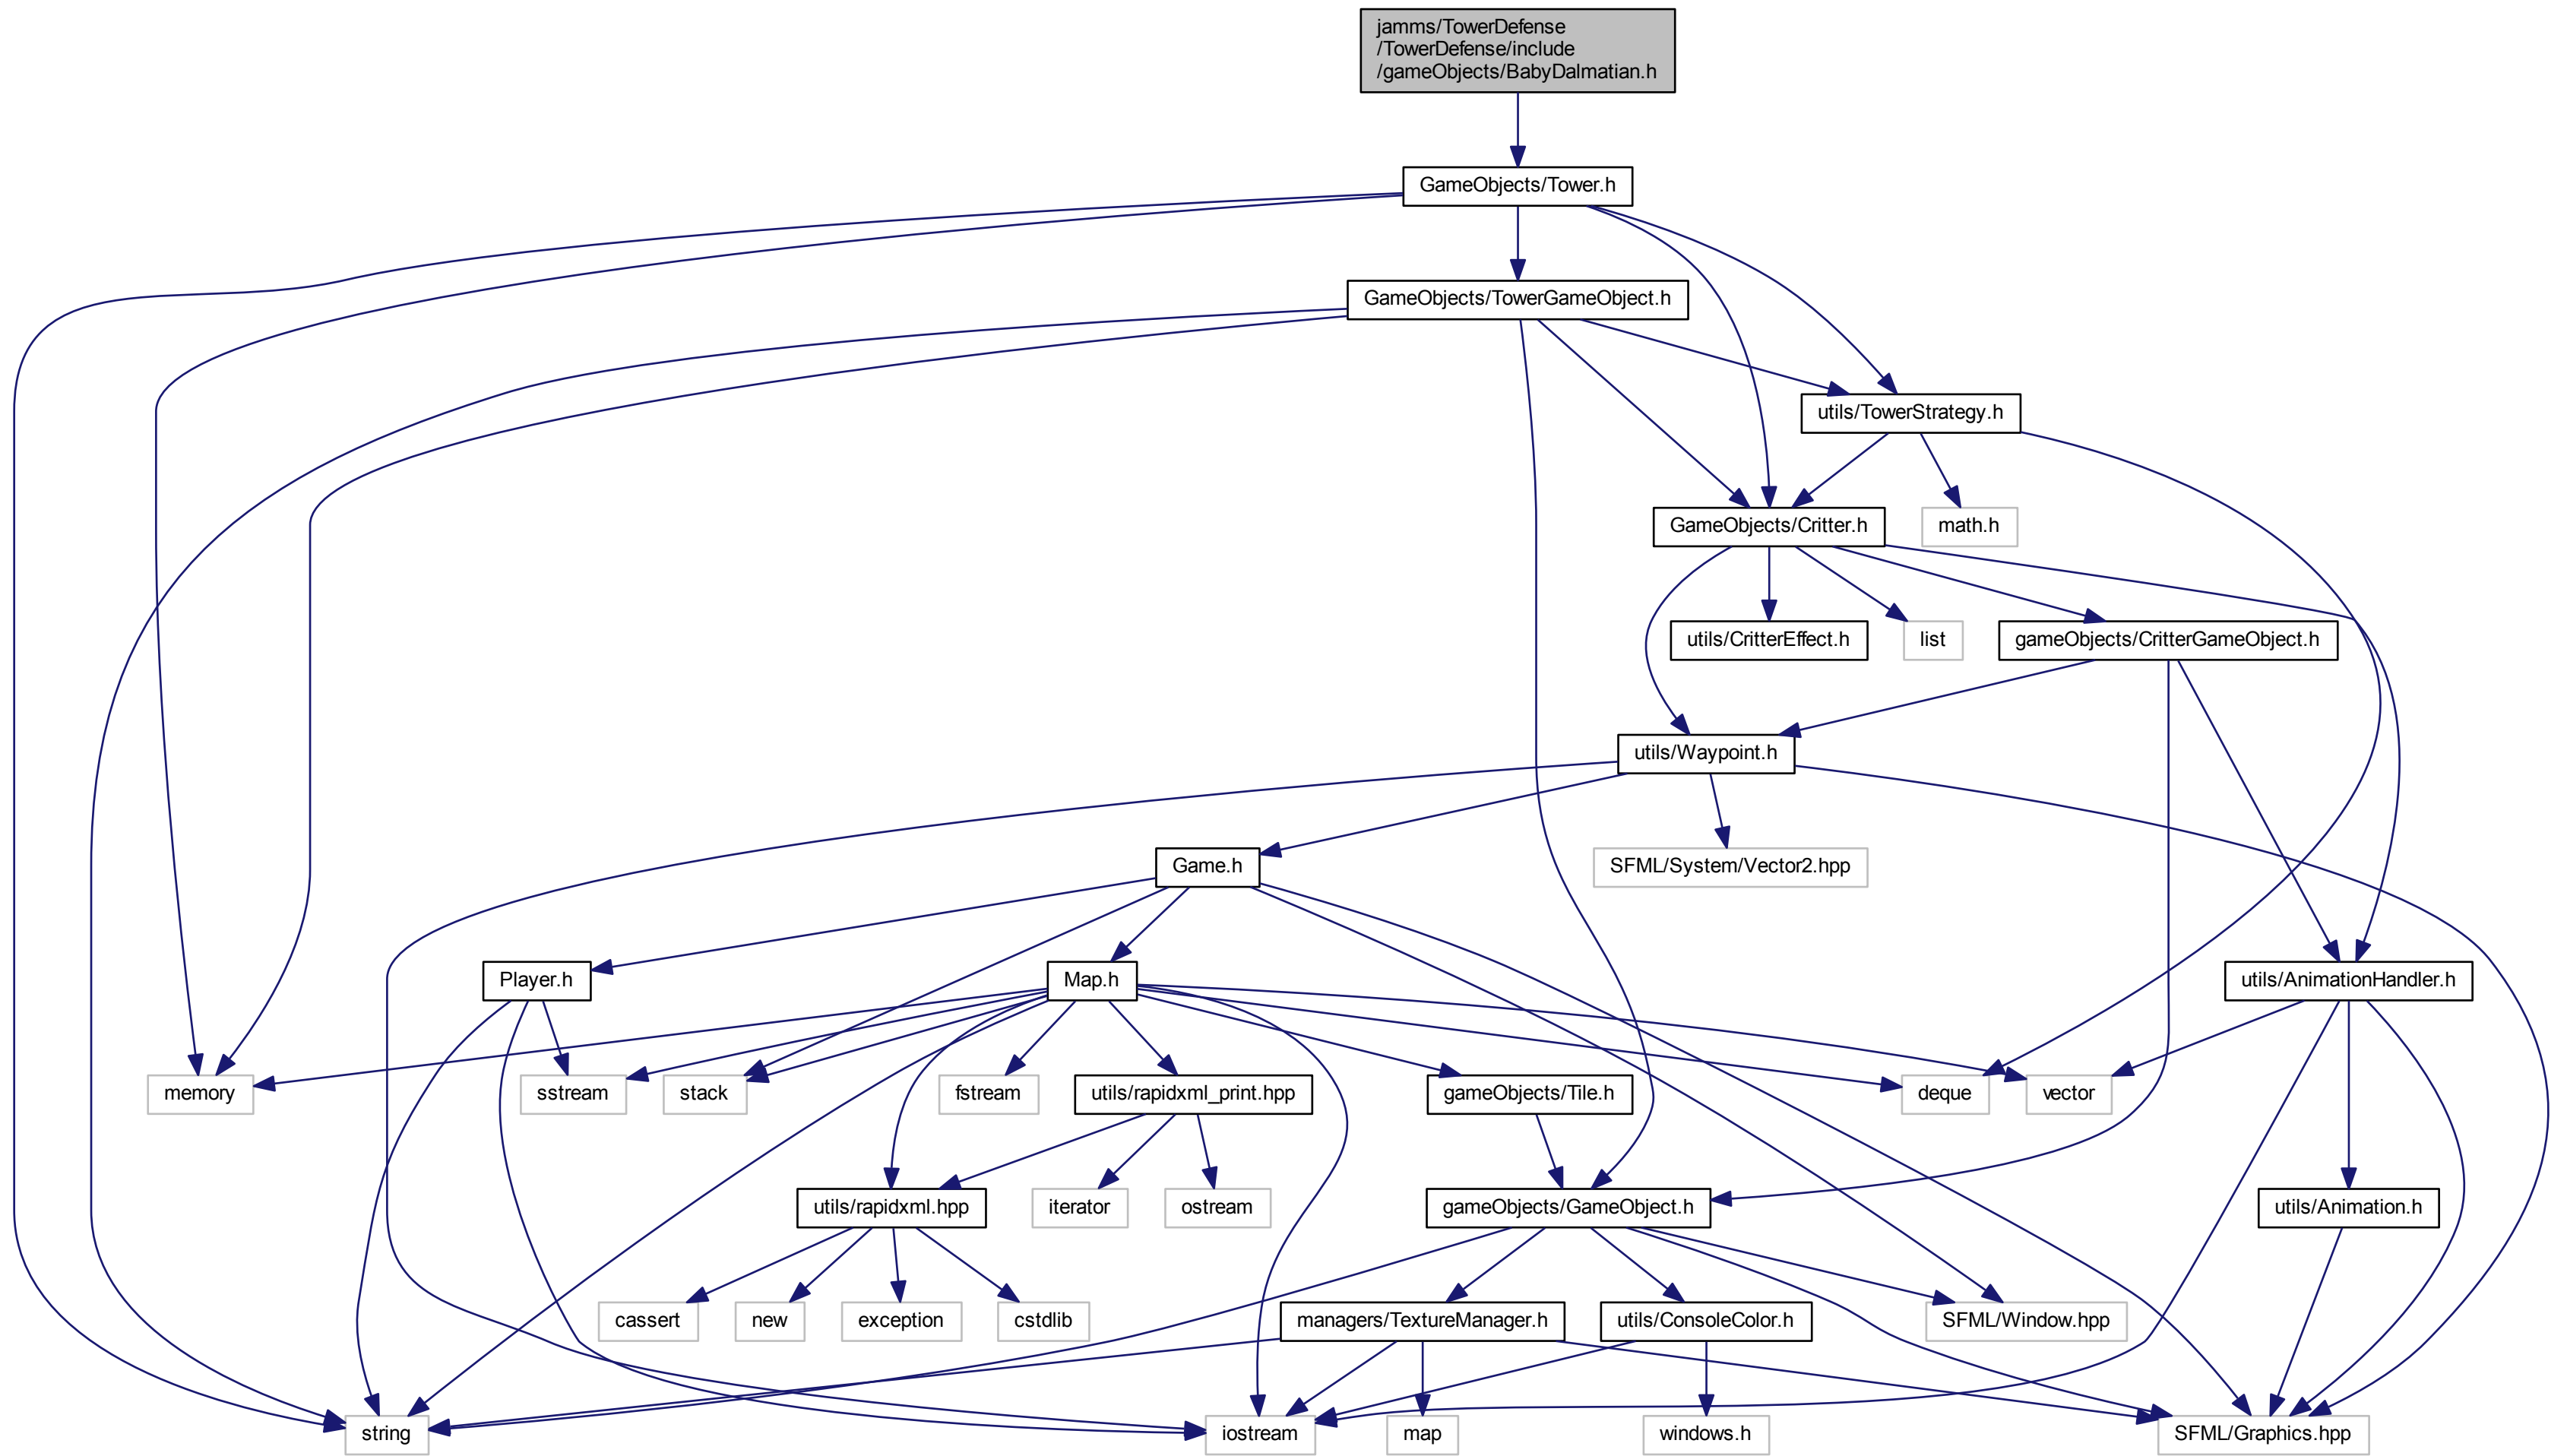 jamms/TowerDefense
/TowerDefense/include
/gameObjects/BabyDalmatian.h
GameObjects/Tower.h
GameObjects/TowerGameObject.h
utils/TowerStrategy.h
GameObjects/Critter.h
math.h
utils/CritterEffect.h
list
gameObjects/CritterGameObject.h
utils/Waypoint.h
Game.h
SFML/System/Vector2.hpp
Player.h
Map.h
utils/AnimationHandler.h
memory
sstream
stack
fstream
utils/rapidxml_print.hpp
gameObjects/Tile.h
deque
vector
utils/rapidxml.hpp
iterator
ostream
gameObjects/GameObject.h
utils/Animation.h
cassert
new
exception
cstdlib
managers/TextureManager.h
utils/ConsoleColor.h
SFML/Window.hpp
string
iostream
map
windows.h
SFML/Graphics.hpp